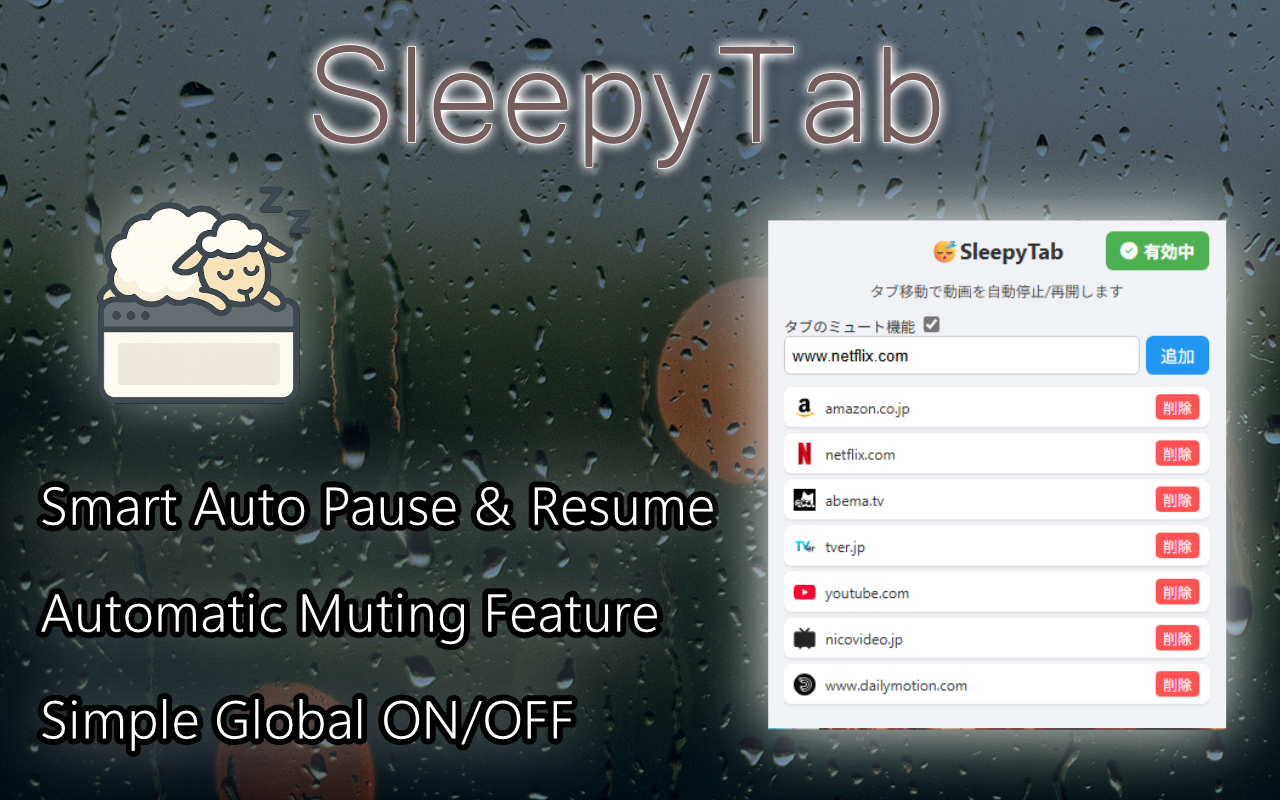 SleepyTab
Z
Z
Smart Auto Pause & Resume
Automatic Muting Feature
Simple Global ON/OFF
😴 SleepyTab
有効中
タブ移動で動画を自動停止/再開します
タブのミュート機能
www.netflix.com
追加
amazon.co.jp
削除
netflix.com
削除
abema.tv
削除
tver.jp
削除
youtube.com
削除
nicovideo.jp
削除
www.dailymotion.com
削除